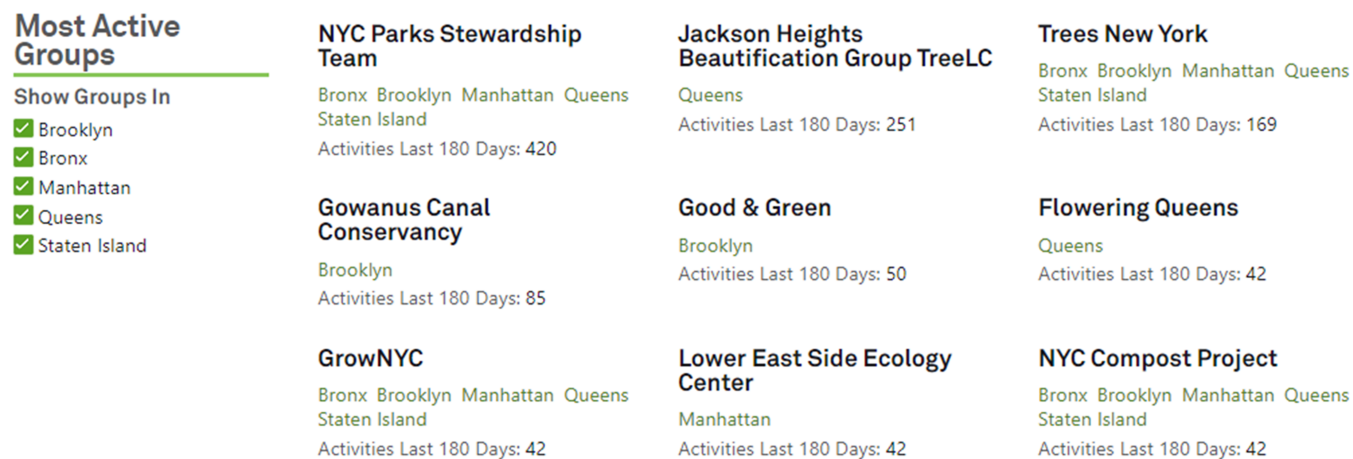 Most Active
Groups
Show Groups In
Brooklyn
Bronx
Manhattan
Queens
Staten Island
NYC Parks Stewardship
Team
Bronx Brooklyn Manhattan Queens
Staten Island
Activities Last 180 Days: 420
Jackson Heights
Beautification Group TreeLC
Queens
Activities Last 180 Days: 251
Trees New York
Bronx Brooklyn Manhattan Queens
Staten Island
Activities Last 180 Days: 169
Gowanus Canal
Conservancy
Brooklyn
Activities Last 180 Days: 85
Good & Green
Brooklyn
Activities Last 180 Days: 50
Flowering Queens
Queens
Activities Last 180 Days: 42
GrowNYC
Bronx Brooklyn Manhattan Queens
Staten Island
Activities Last 180 Days: 42
Lower East Side Ecology
Center
Manhattan
Activities Last 180 Days: 42
NYC Compost Project
Bronx Brooklyn Manhattan Queens
Staten Island
Activities Last 180 Days: 42